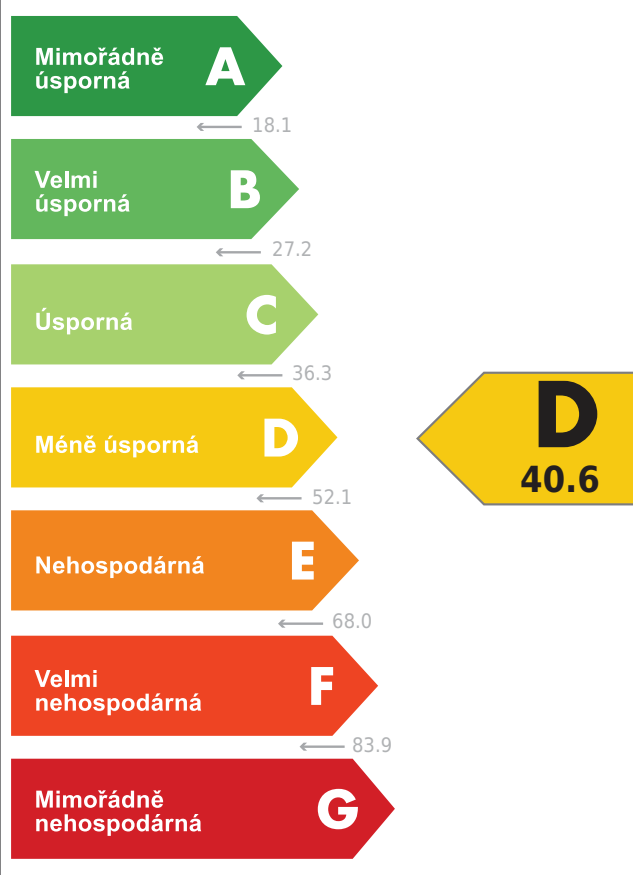 Mimořádně
úsporná
A
← 18.1
Velmi
úsporná
B
← 27.2
Úsporná
C
← 36.3
Méně úsporná
D
← 52.1
D
40.6
Nehospodárná
E
← 68.0
Velmi
nehospodárná
F
← 83.9
Mimořádně
nehospodárná
G